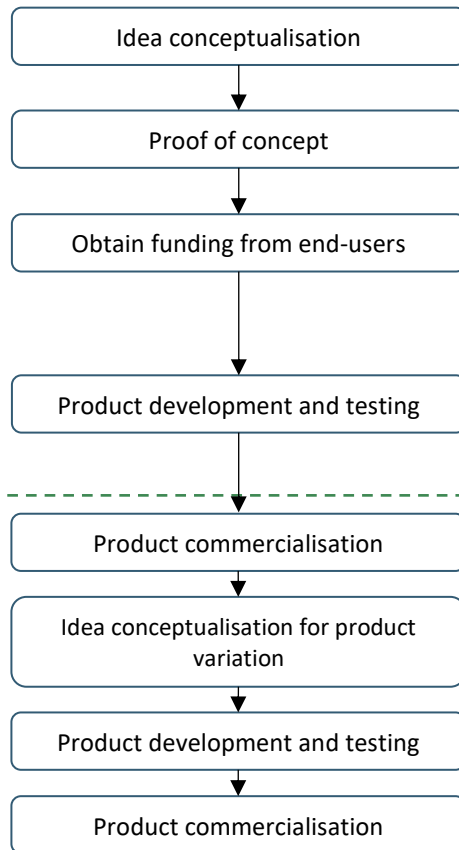 Idea conceptualisation
Proof of concept
Obtain funding from end-users
Product development and testing
Product commercialisation
Idea conceptualisation for product
variation
Product development and testing
Product commercialisation